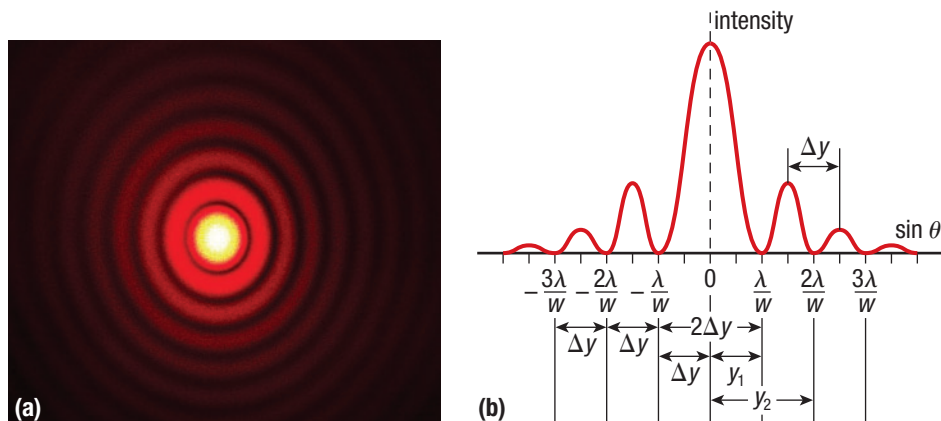 (a)
intensity
Δy
sin θ
− 3λ/w − 2λ/w − λ/w 0 λ/w 2λ/w 3λ/w
Δy Δy 2Δy
Δy y₁
y₂
(b)